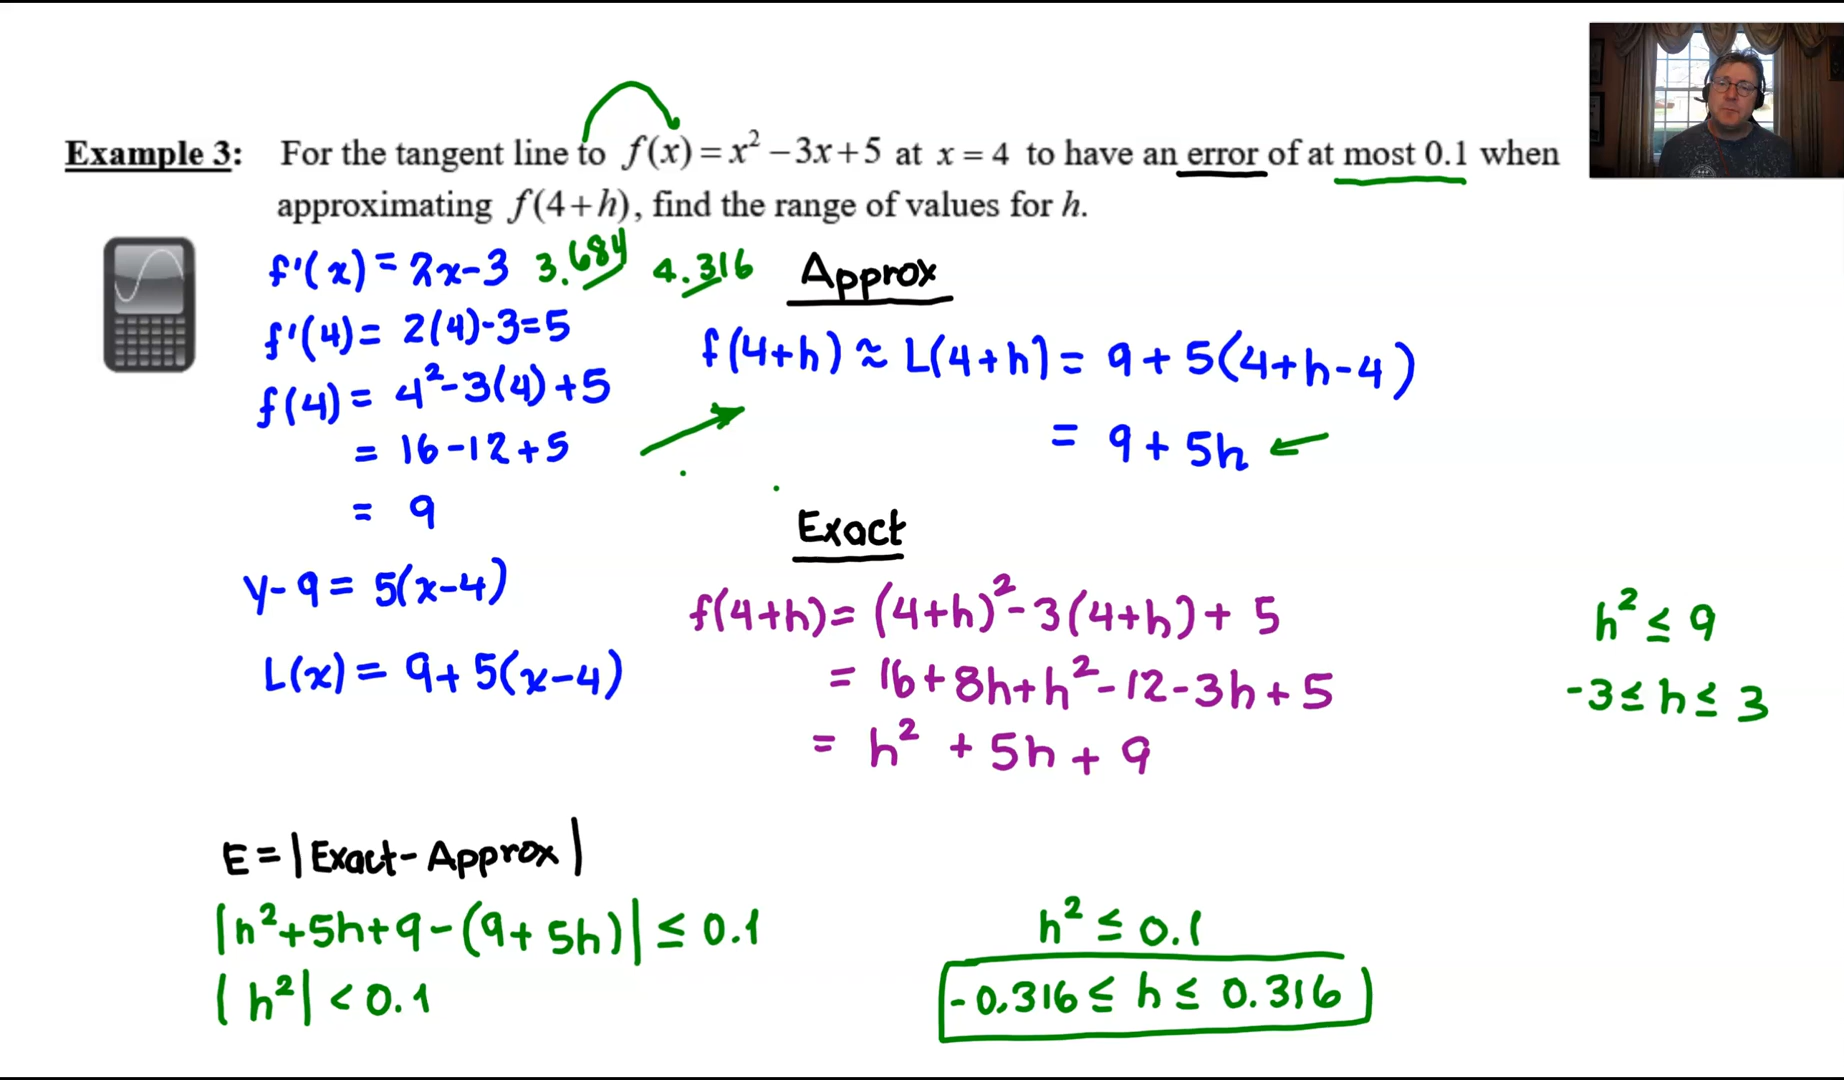 Example 3: For the tangent line to f(x) = x² − 3x + 5 at x = 4 to have an error of at most 0.1 when
approximating f(4 + h), find the range of values for h.
f'(x) = 2x-3 3.684 4.316
f'(4) = 2(4)-3=5
f(4) = 4²-3(4)+5
= 16-12+5
= 9
y-9 = 5(x-4)
L(x) = 9+5(x-4)
Approx
f(4+h) ≈ L(4+h) = 9+5(4+h-4)
= 9+5h
Exact
f(4+h) = (4+h)²-3(4+h)+5
= 16+8h+h²-12-3h+5
= h² + 5h + 9
h² ≤ 9
-3 ≤ h ≤ 3
E = |Exact-Approx|
|h²+5h+9-(9+5h)| ≤ 0.1
|h²| < 0.1
h² ≤ 0.1
-0.316 ≤ h ≤ 0.316